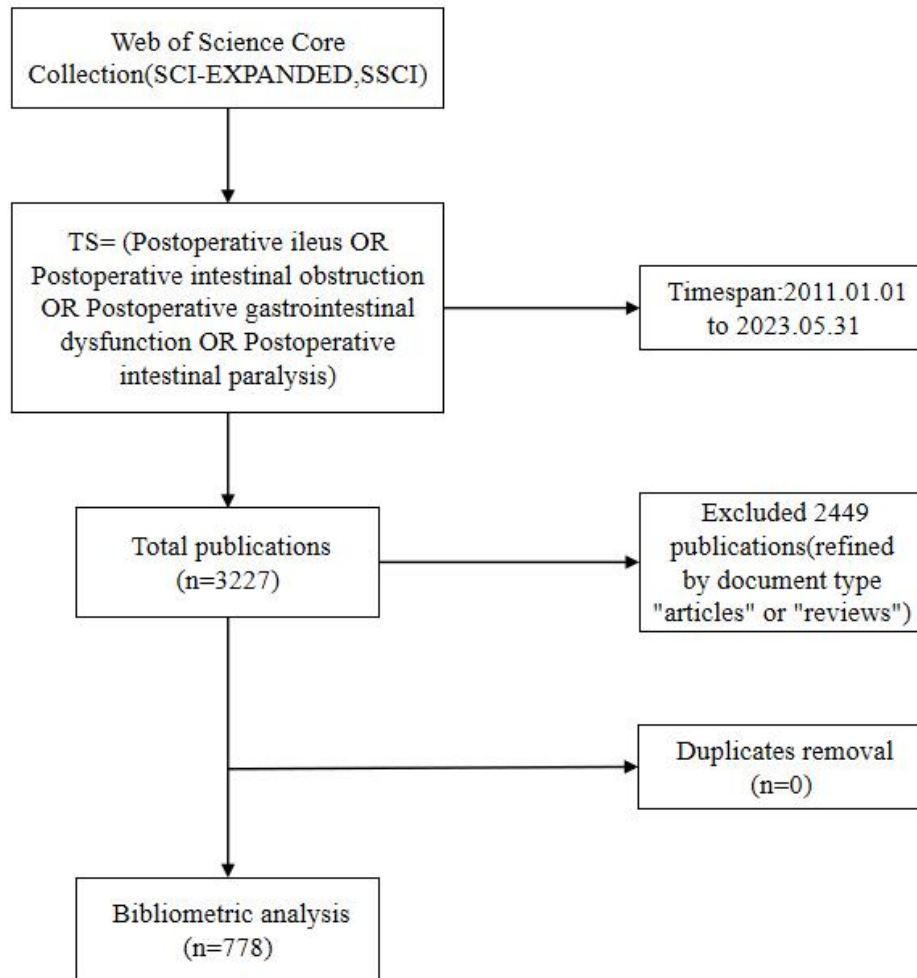 Web of Science Core
Collection(SCI-EXPANDED,SSCI)
TS= (Postoperative ileus OR
Postoperative intestinal obstruction
OR Postoperative gastrointestinal
dysfunction OR Postoperative
intestinal paralysis)
Timespan:2011.01.01
to 2023.05.31
Total publications
(n=3227)
Excluded 2449
publications(refined
by document type
"articles" or "reviews")
Duplicates removal
(n=0)
Bibliometric analysis
(n=778)